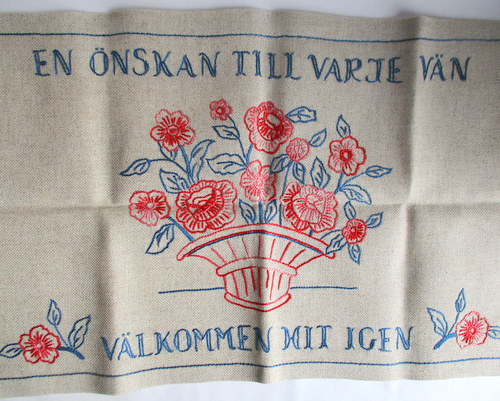 EN ÖNSKAN TILL VARJE VÄN
VÄLKOMMEN HIT IGEN